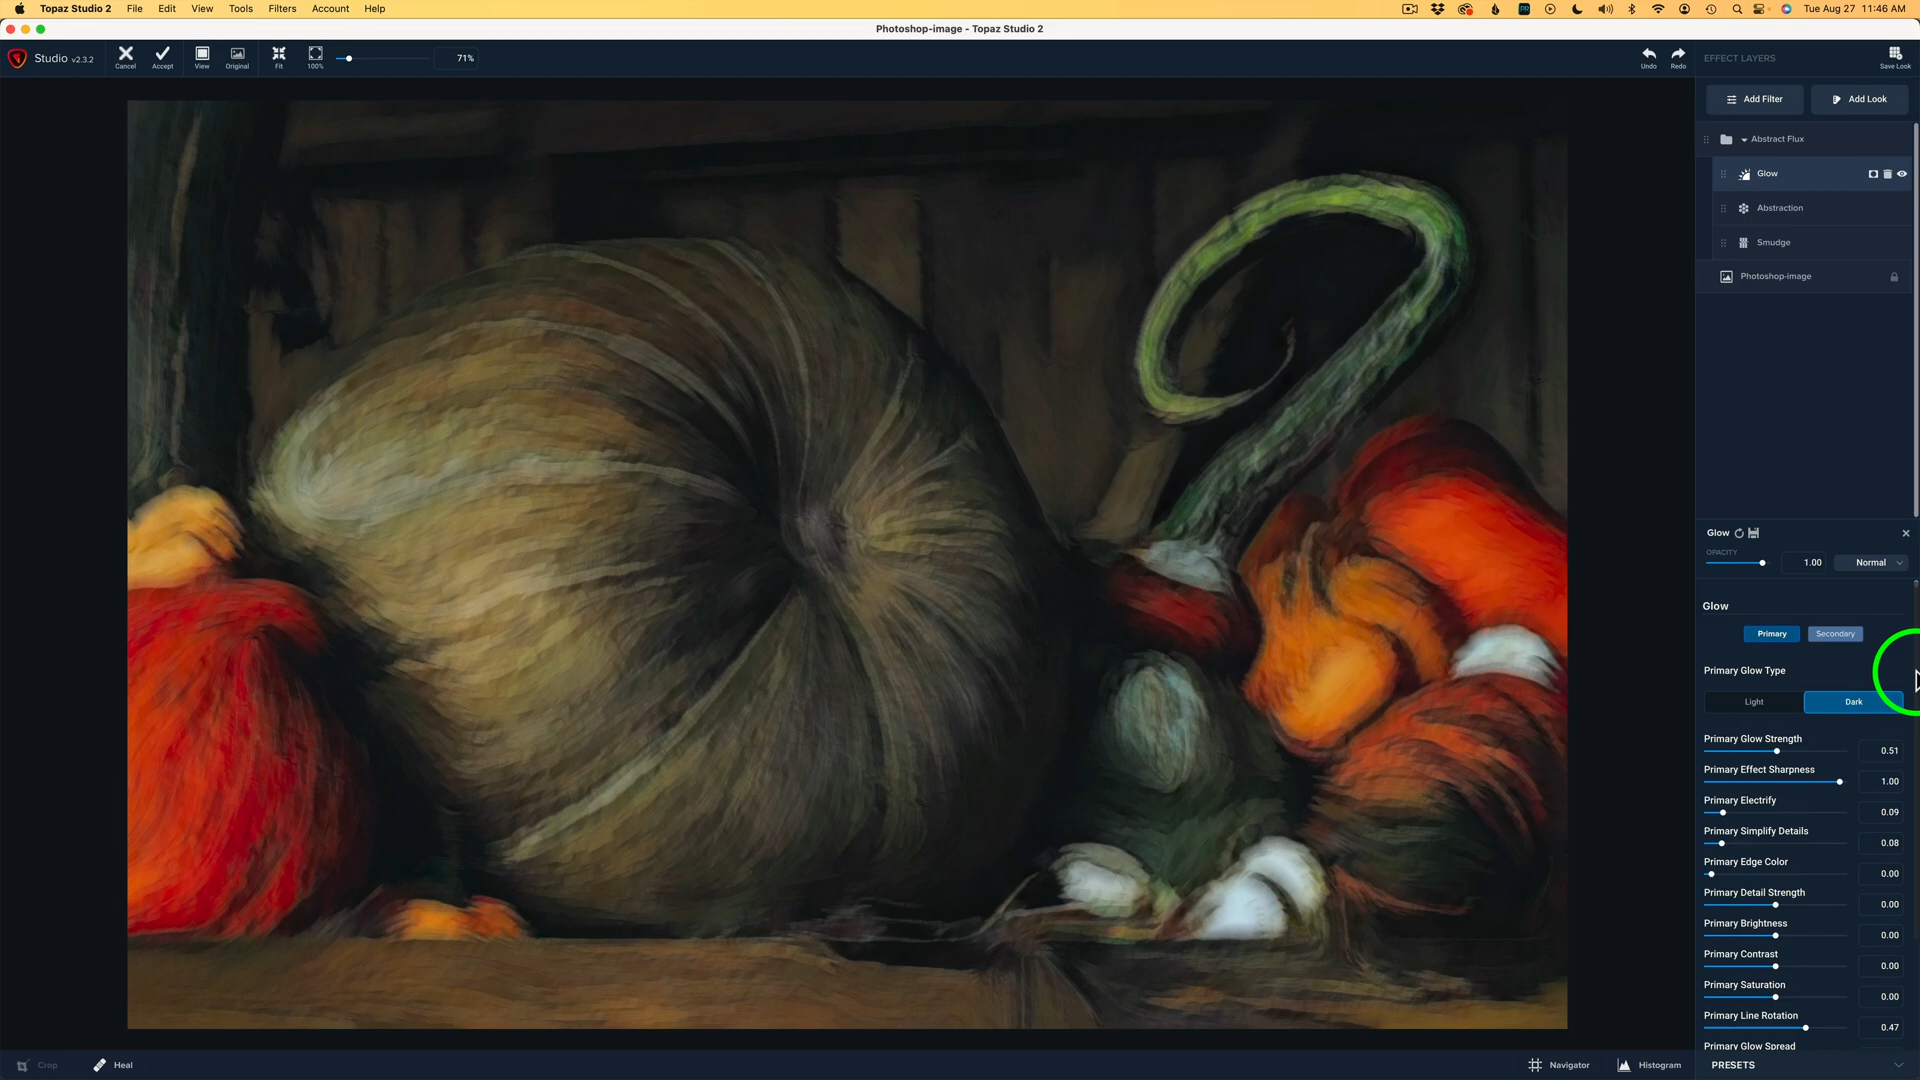 Topaz Studio 2 File Edit View Tools Filters Account Help Tue Aug 27 11:46 AM
Photoshop-image - Topaz Studio 2
Studio v2.3.2 Cancel Accept View Original Fit 100% 71% Undo Redo EFFECT LAYERS Save Look
Add Filter Add Look
Abstract Flux
Glow
Abstraction
Smudge
Photoshop-image
Glow
OPACITY
1.00 Normal
Glow
Primary Secondary
Primary Glow Type
Light Dark
Primary Glow Strength
0.51
Primary Effect Sharpness
1.00
Primary Electrify
0.09
Primary Simplify Details
0.08
Primary Edge Color
0.00
Primary Detail Strength
0.00
Primary Brightness
0.00
Primary Contrast
0.00
Primary Saturation
0.00
Primary Line Rotation
0.47
Primary Glow Spread
Crop Heal Navigator Histogram PRESETS